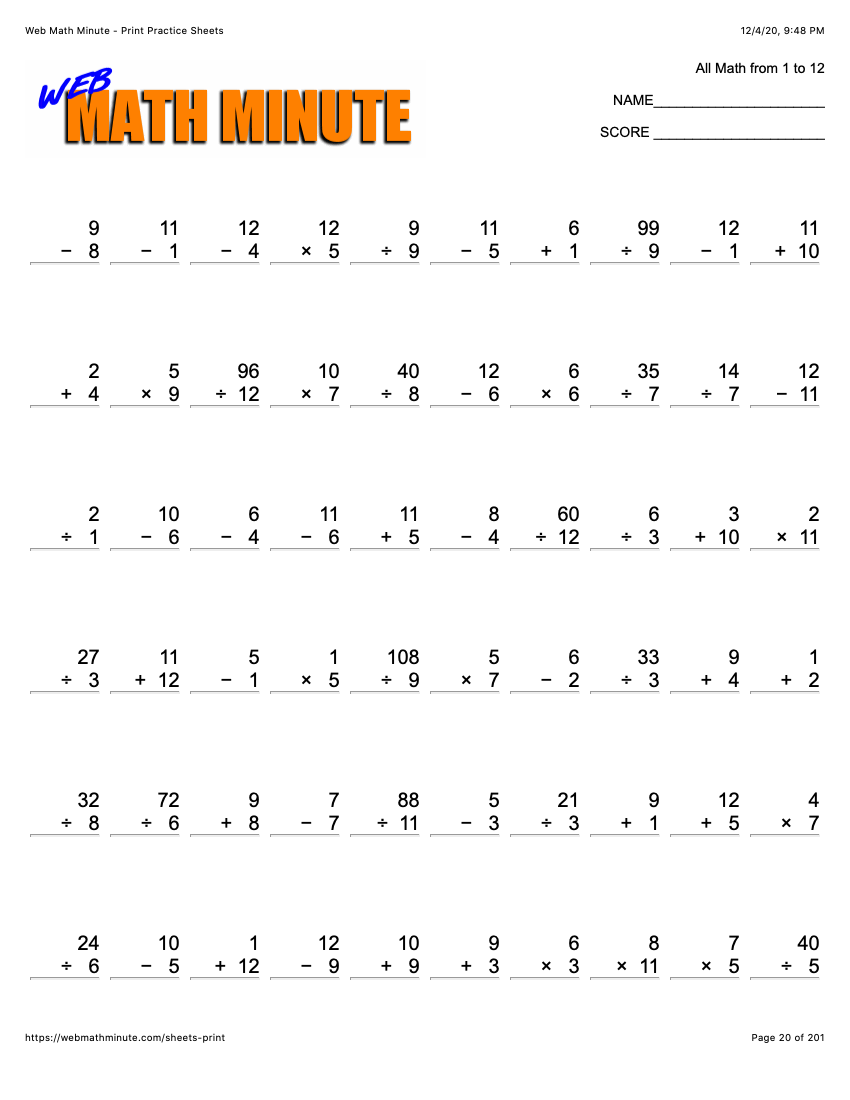 Web Math Minute - Print Practice Sheets 12/4/20, 9:48 PM
WEB
MATH MINUTE
All Math from 1 to 12
NAME______________________
SCORE ______________________
9 11 12 12 9 11 6 99 12 11
− 8 − 1 − 4 × 5 ÷ 9 − 5 + 1 ÷ 9 − 1 + 10
2 5 96 10 40 12 6 35 14 12
+ 4 × 9 ÷ 12 × 7 ÷ 8 − 6 × 6 ÷ 7 ÷ 7 − 11
2 10 6 11 11 8 60 6 3 2
÷ 1 − 6 − 4 − 6 + 5 − 4 ÷ 12 ÷ 3 + 10 × 11
27 11 5 1 108 5 6 33 9 1
÷ 3 + 12 − 1 × 5 ÷ 9 × 7 − 2 ÷ 3 + 4 + 2
32 72 9 7 88 5 21 9 12 4
÷ 8 ÷ 6 + 8 − 7 ÷ 11 − 3 ÷ 3 + 1 + 5 × 7
24 10 1 12 10 9 6 8 7 40
÷ 6 − 5 + 12 − 9 + 9 + 3 × 3 × 11 × 5 ÷ 5
https://webmathminute.com/sheets-print Page 20 of 201